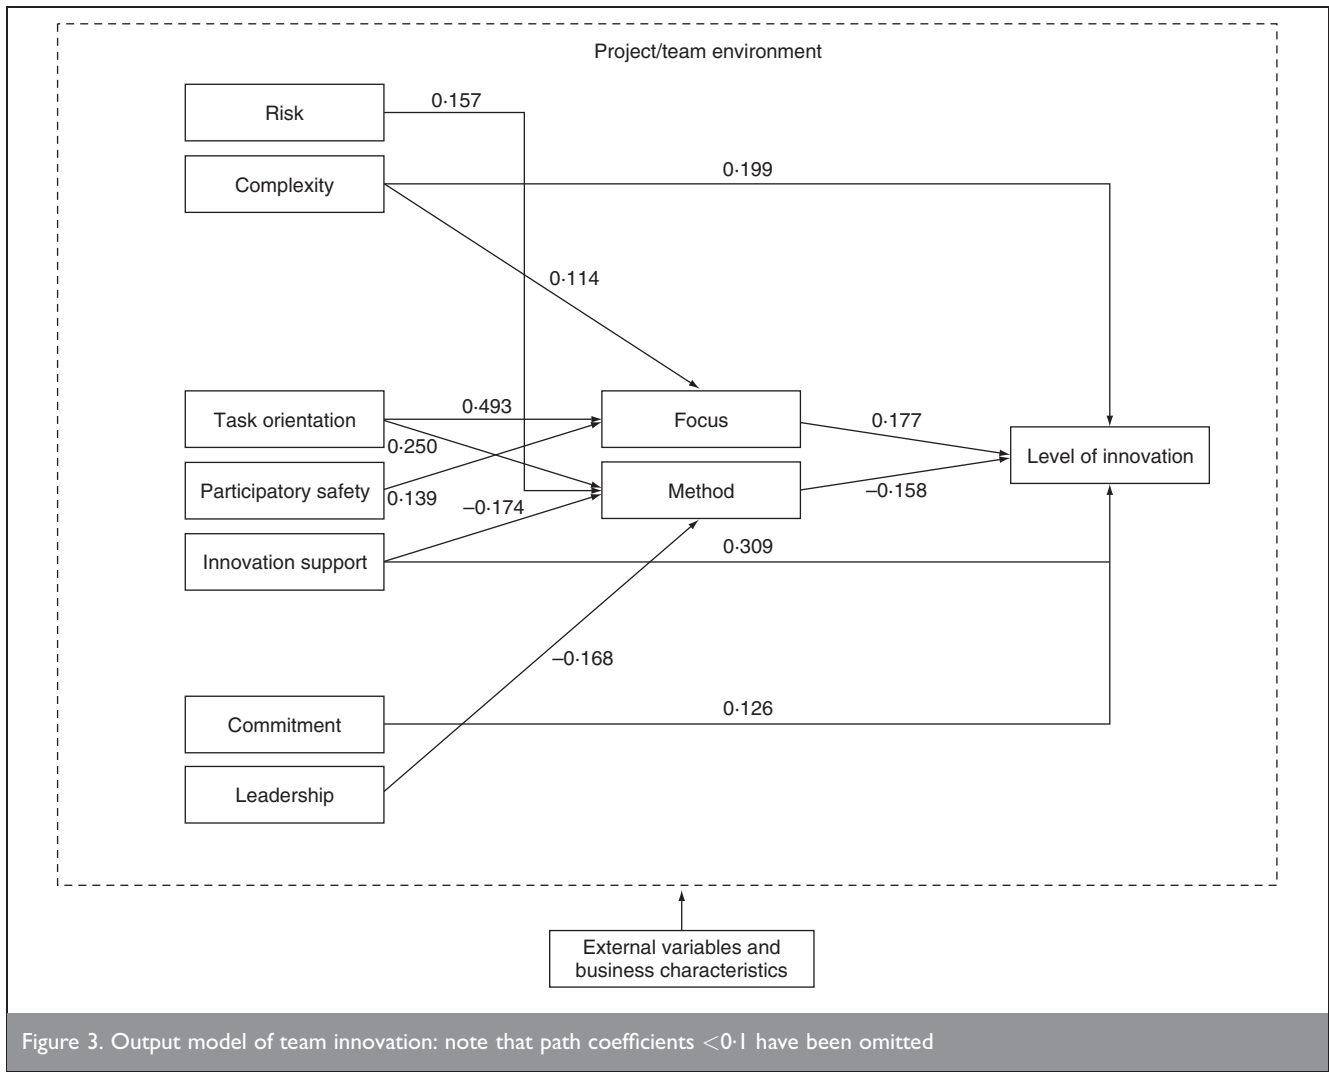 Project/team environment
Risk
0·157
Complexity
0·199
0·114
Task orientation
0·493
Focus
0·177
0·250
Level of innovation
Participatory safety
0·139
Method
–0·158
–0·174
Innovation support
0·309
–0·168
Commitment
0·126
Leadership
External variables and
business characteristics
Figure 3. Output model of team innovation: note that path coefficients <0·1 have been omitted